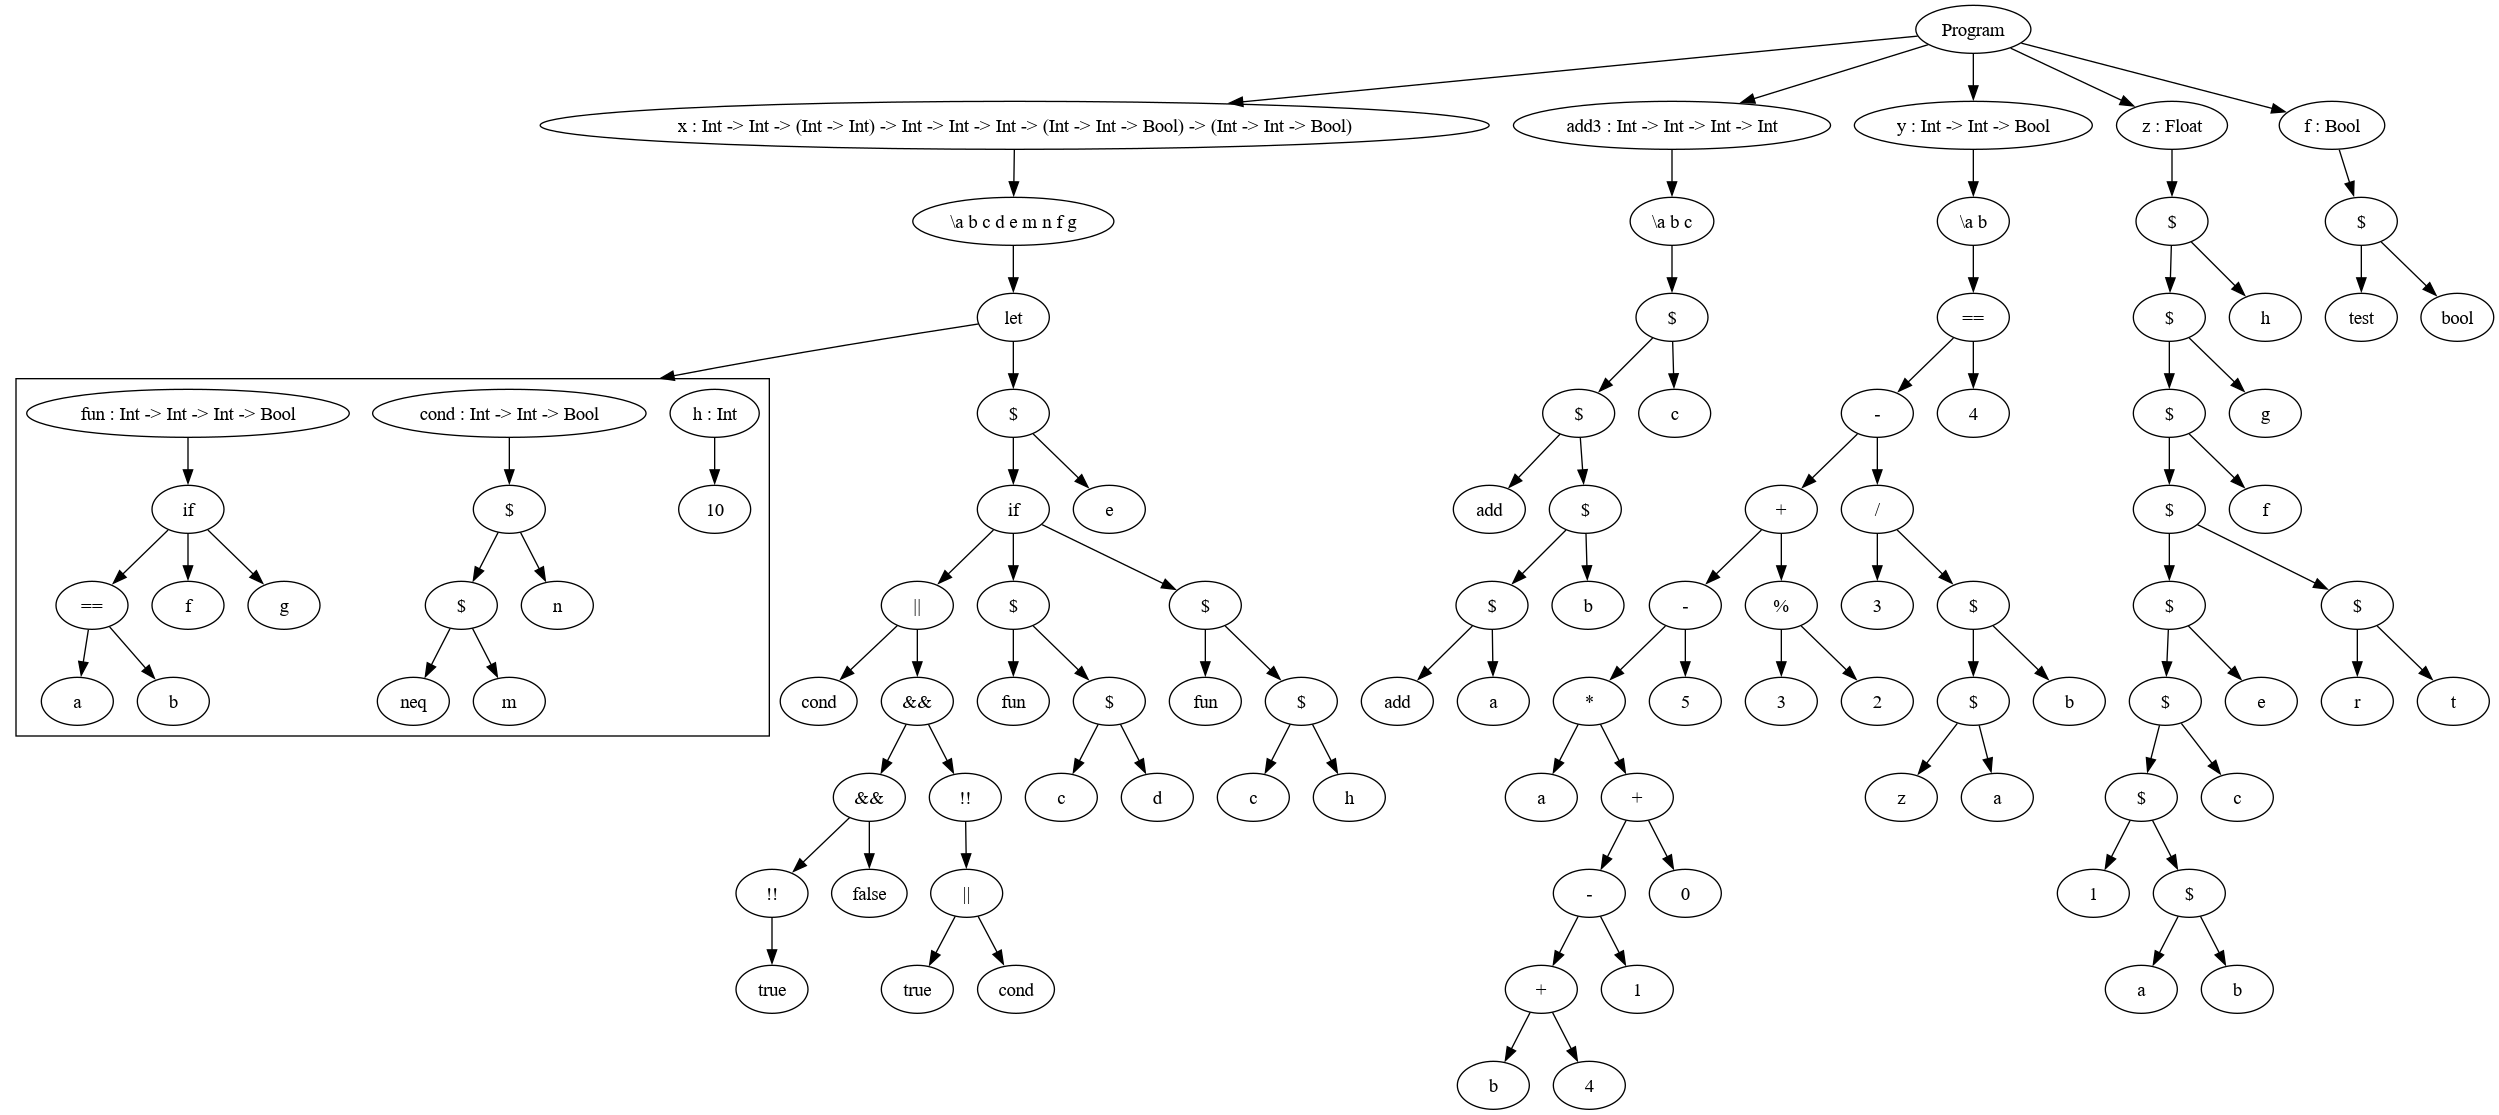 Program
x : Int -> Int -> (Int -> Int) -> Int -> Int -> Int -> (Int -> Int -> Bool) -> (Int -> Int -> Bool)
add3 : Int -> Int -> Int -> Int
y : Int -> Int -> Bool
z : Float
f : Bool
\a b c d e m n f g
\a b c
\a b
$
$
let
$
==
$
h
test
bool
fun : Int -> Int -> Int -> Bool
cond : Int -> Int -> Bool
h : Int
$
$
c
-
4
$
g
if
$
10
if
e
add
$
+
/
$
f
==
f
g
$
n
||
$
$
$
b
-
%
3
$
$
$
a
b
neq
m
cond
&&
fun
$
fun
$
add
a
*
5
3
2
$
b
$
e
r
t
&&
!!
c
d
c
h
a
+
z
a
$
c
!!
false
||
-
0
1
$
true
true
cond
+
1
a
b
b
4